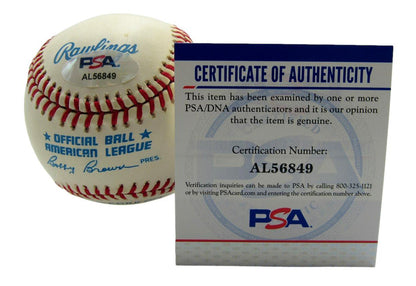 Rawlings
PSA
AL56849
OFFICIAL BALL
AMERICAN LEAGUE
Bobby Brown PRES.
CERTIFICATE OF AUTHENTICITY
This item has been examined by one or more
PSA/DNA authenticators and it is our opinion
that the item is genuine.
Certification Number:
AL56849
Verification inquiries can be made to PSA by calling 800-325-1121
or by visiting PSAcard.com and entering the certification number above.
PSA